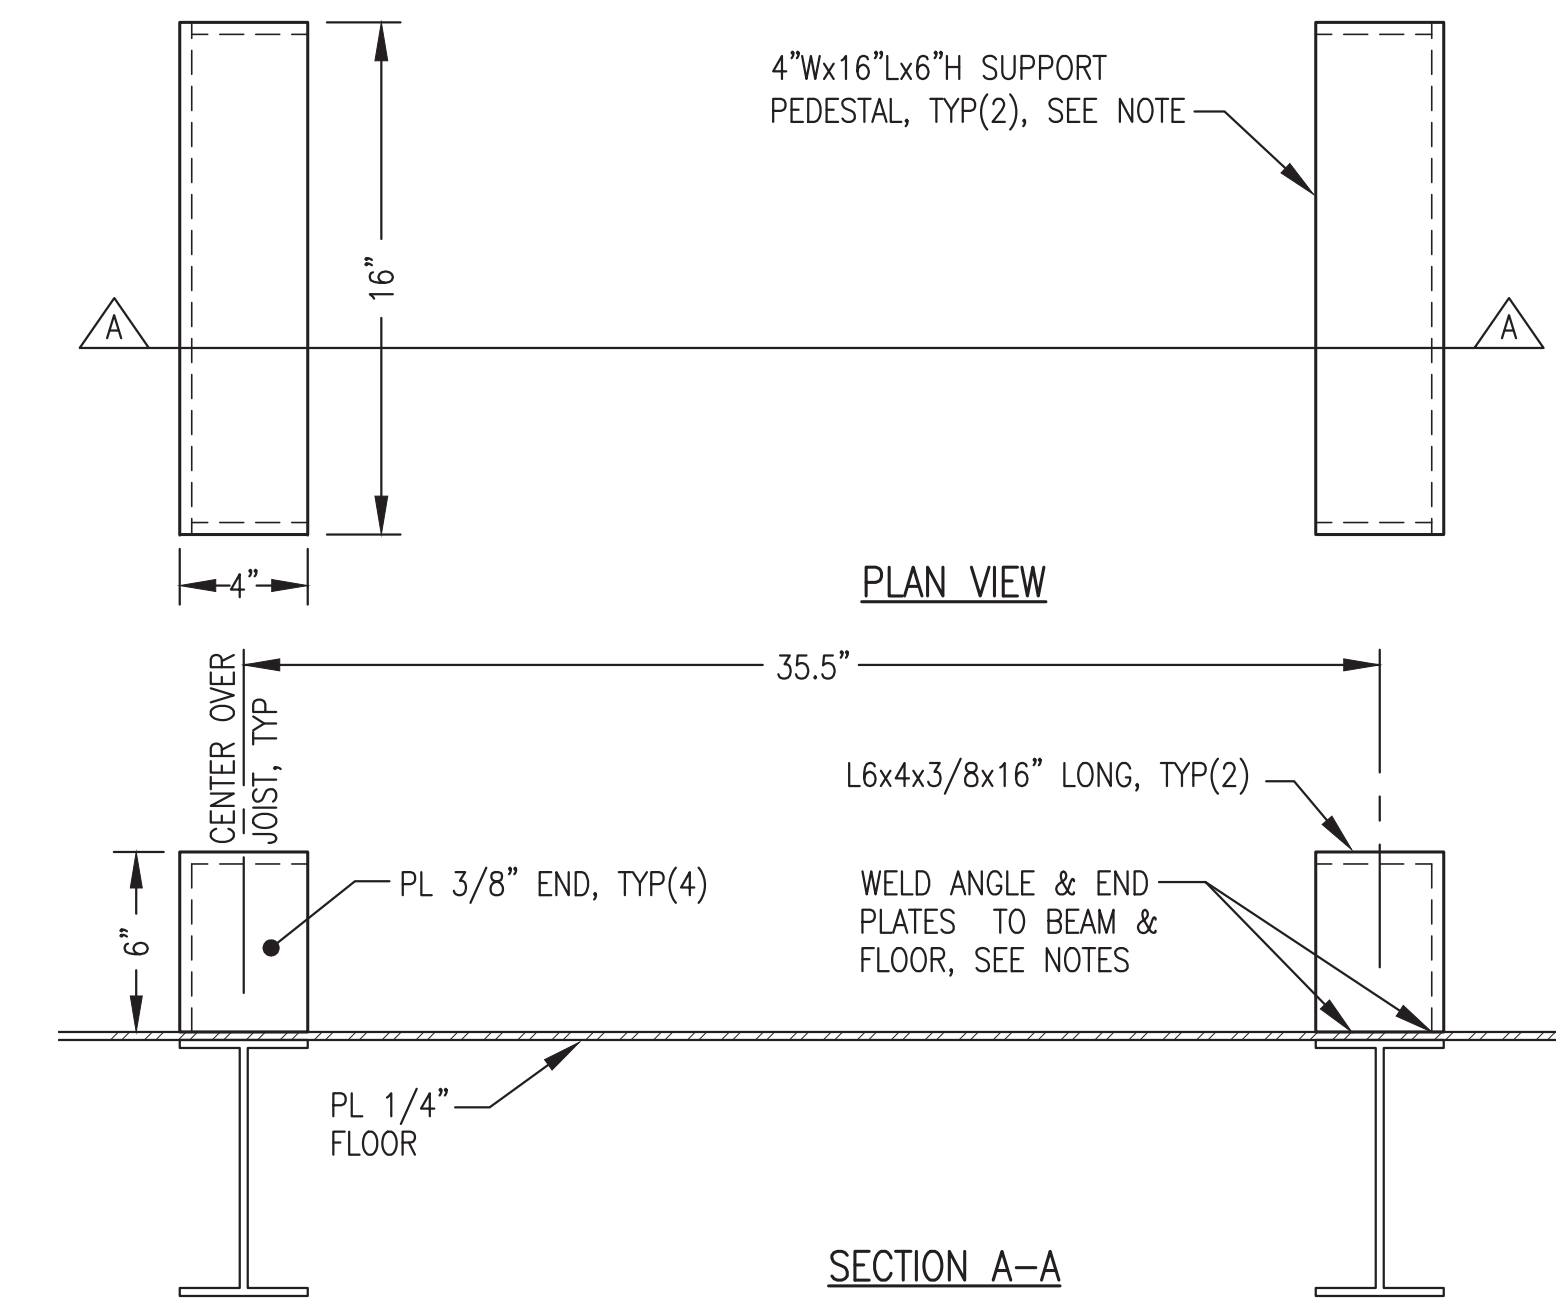 4”Wx16”Lx6”H SUPPORT
PEDESTAL, TYP(2), SEE NOTE
16”
A
A
4”
PLAN VIEW
35.5”
CENTER OVER
JOIST, TYP
L6x4x3/8x16” LONG, TYP(2)
PL 3/8” END, TYP(4)
WELD ANGLE & END
PLATES TO BEAM &
FLOOR, SEE NOTES
6”
PL 1/4”
FLOOR
SECTION A–A